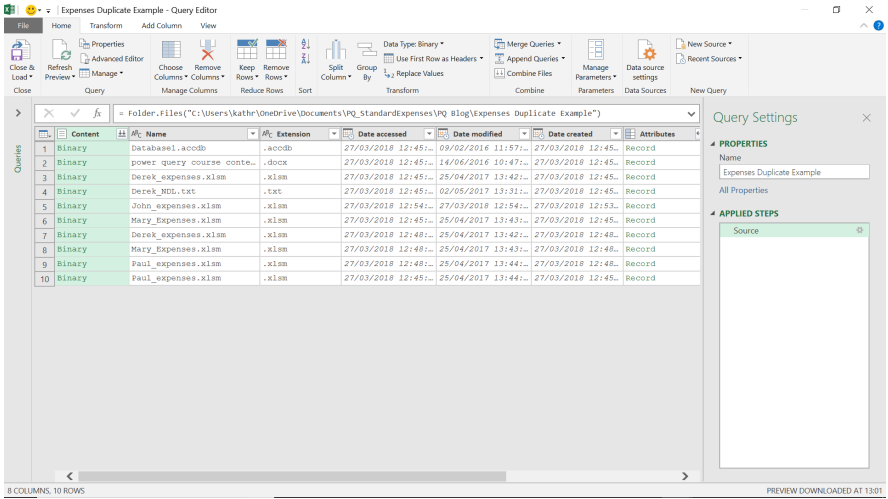 Expenses Duplicate Example - Query Editor
File Home Transform Add Column View
Close & Load
Refresh Preview
Properties
Advanced Editor
Manage
Choose Columns
Remove Columns
Keep Rows
Remove Rows
Split Column
Group By
Data Type: Binary
Use First Row as Headers
Replace Values
Merge Queries
Append Queries
Combine Files
Manage Parameters
Data source settings
New Source
Recent Sources
Close Query Manage Columns Reduce Rows Sort Transform Combine Parameters Data Sources New Query
fx = Folder.Files("C:\Users\kathr\OneDrive\Documents\PQ_StandardExpenses\PQ Blog\Expenses Duplicate Example")
Queries
Content Name Extension Date accessed Date modified Date created Attributes
1 Binary Database1.accdb .accdb 27/03/2018 12:45:… 09/02/2016 11:57:… 27/03/2018 12:45… Record
2 Binary power query course conte… .docx 27/03/2018 12:45:… 14/06/2016 10:47:… 27/03/2018 12:45… Record
3 Binary Derek_expenses.xlsm .xlsm 27/03/2018 12:45:… 25/04/2017 13:42:… 27/03/2018 12:45… Record
4 Binary Derek_NDL.txt .txt 27/03/2018 12:45:… 02/05/2017 13:31:… 27/03/2018 12:45… Record
5 Binary John_expenses.xlsm .xlsm 27/03/2018 12:54:… 27/03/2018 12:54:… 27/03/2018 12:53… Record
6 Binary Mary_Expenses.xlsm .xlsm 27/03/2018 12:45:… 25/04/2017 13:43:… 27/03/2018 12:45… Record
7 Binary Derek_expenses.xlsm .xlsm 27/03/2018 12:48:… 25/04/2017 13:42:… 27/03/2018 12:48… Record
8 Binary Mary_Expenses.xlsm .xlsm 27/03/2018 12:48:… 25/04/2017 13:43:… 27/03/2018 12:48… Record
9 Binary Paul_expenses.xlsm .xlsm 27/03/2018 12:48:… 25/04/2017 13:44:… 27/03/2018 12:48… Record
10 Binary Paul_expenses.xlsm .xlsm 27/03/2018 12:45:… 25/04/2017 13:44:… 27/03/2018 12:45… Record
Query Settings
PROPERTIES
Name
Expenses Duplicate Example
All Properties
APPLIED STEPS
Source
8 COLUMNS, 10 ROWS
PREVIEW DOWNLOADED AT 13:01